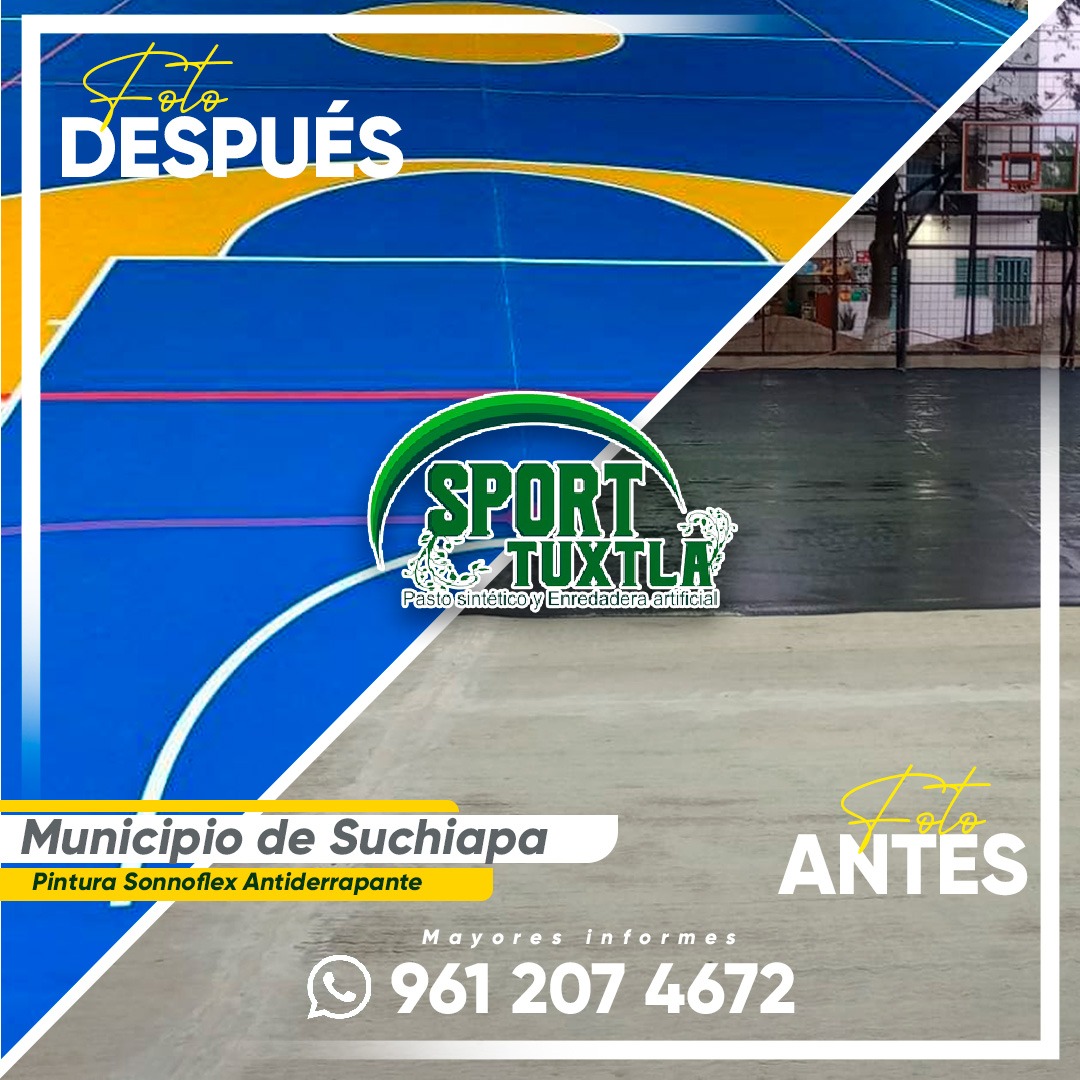 Foto
DESPUÉS
SPORT
TUXTLA
Pasto sintético y Enredadera artificial
Municipio de Suchiapa
Pintura Sonnoflex Antiderrapante
Foto
ANTES
Mayores informes
961 207 4672